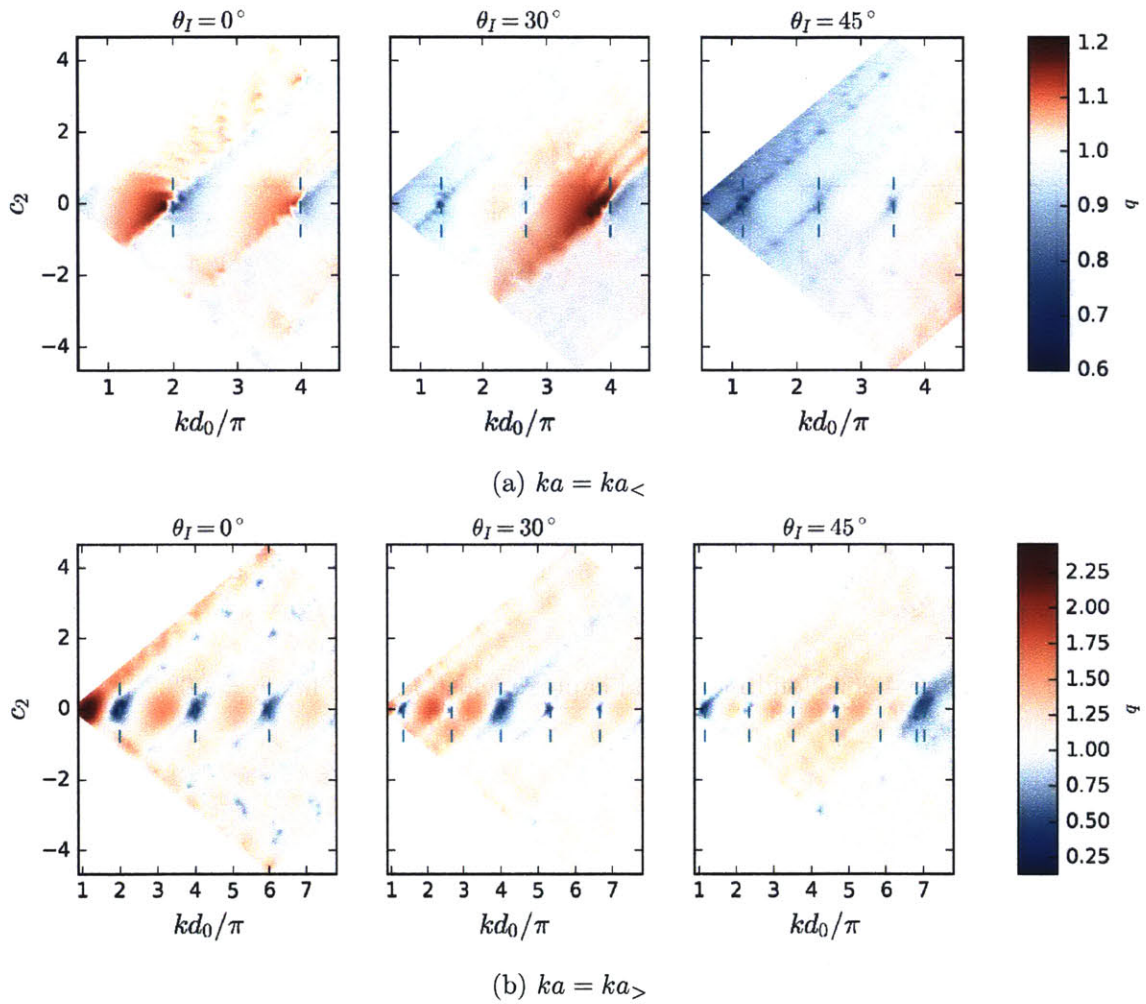 θ_I = 0°
θ_I = 30°
θ_I = 45°
4
2
0
−2
−4
c_2
1 2 3 4
1 2 3 4
1 2 3 4
kd_0/π
kd_0/π
kd_0/π
1.2
1.1
1.0
0.9
0.8
0.7
0.6
q
(a) ka = ka_<
θ_I = 0°
θ_I = 30°
θ_I = 45°
4
2
0
−2
−4
c_2
1 2 3 4 5 6 7
1 2 3 4 5 6 7
1 2 3 4 5 6 7
kd_0/π
kd_0/π
kd_0/π
2.25
2.00
1.75
1.50
1.25
1.00
0.75
0.50
0.25
q
(b) ka = ka_>